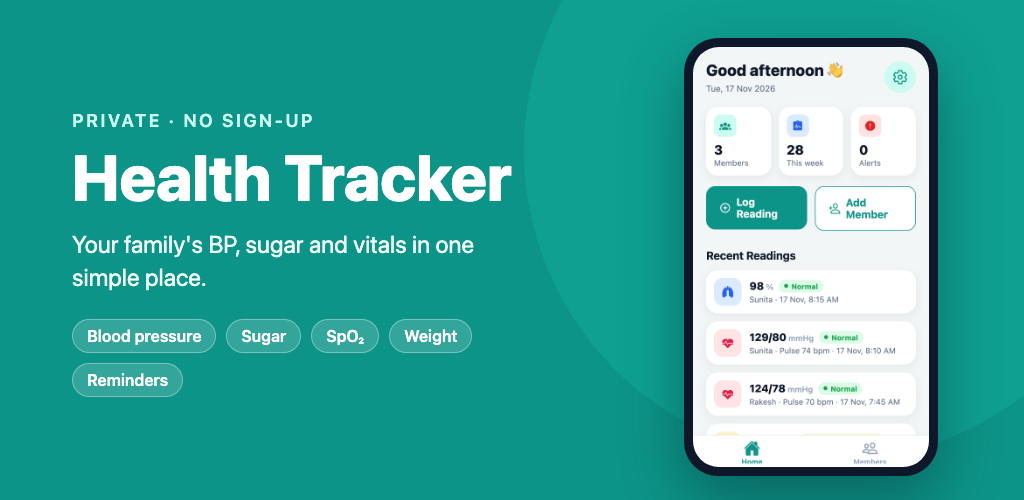 PRIVATE · NO SIGN-UP
Health Tracker
Your family's BP, sugar and vitals in one
simple place.
Blood pressure
Sugar
SpO₂
Weight
Reminders
Good afternoon 👋
Tue, 17 Nov 2026
3
Members
28
This week
0
Alerts
Log
Reading
Add
Member
Recent Readings
98 % Normal
Sunita · 17 Nov, 8:15 AM
129/80 mmHg Normal
Sunita · Pulse 74 bpm · 17 Nov, 8:10 AM
124/78 mmHg Normal
Rakesh · Pulse 70 bpm · 17 Nov, 7:45 AM
Home
Members